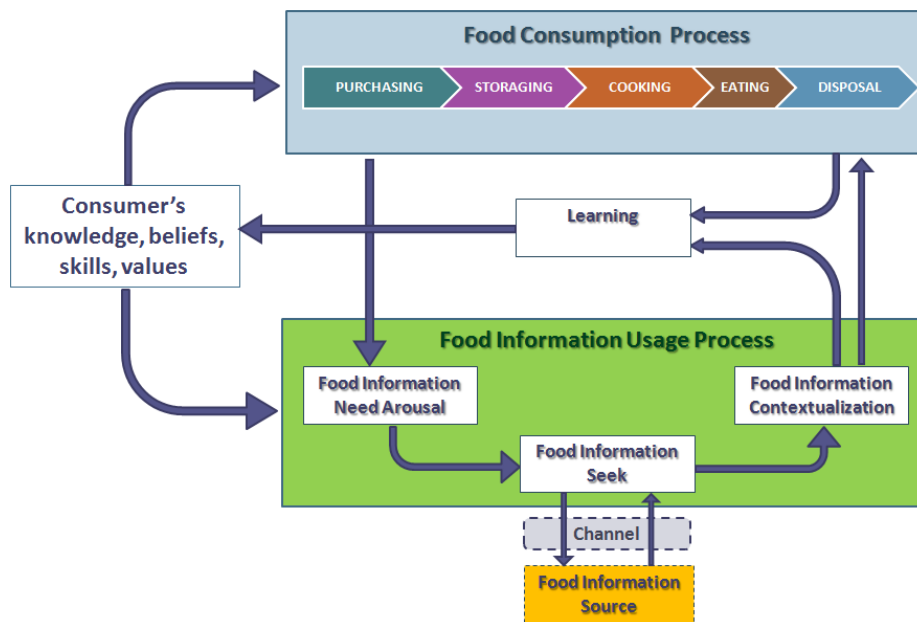 Food Consumption Process
PURCHASING
STORAGING
COOKING
EATING
DISPOSAL
Consumer's
knowledge, beliefs,
skills, values
Learning
Food Information Usage Process
Food Information
Need Arousal
Food Information
Contextualization
Food Information
Seek
Channel
Food Information
Source